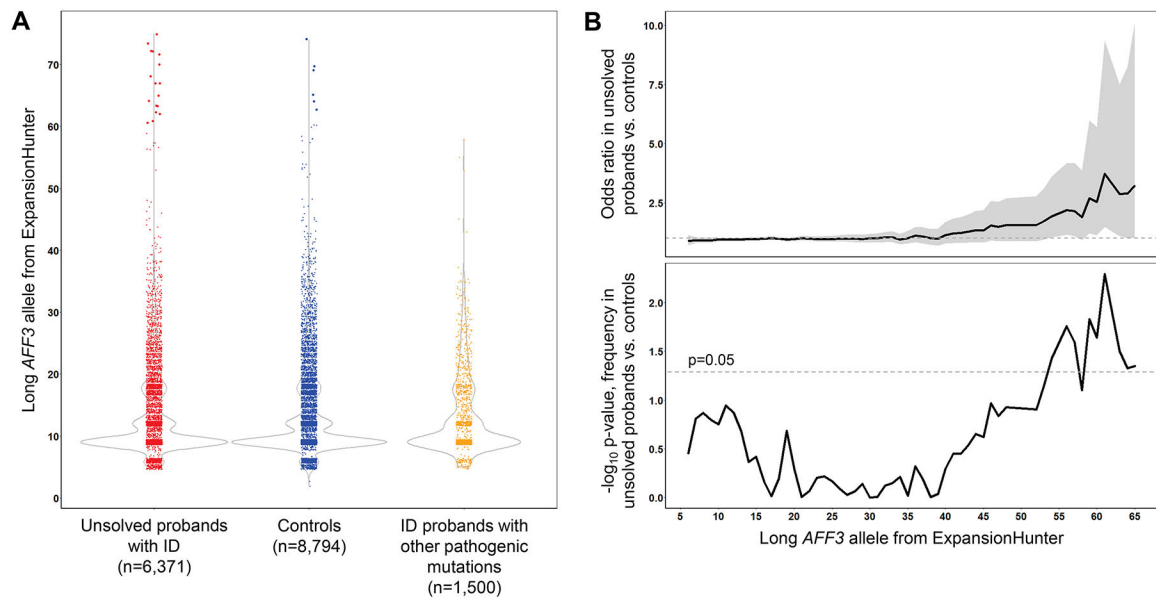 A
Long AFF3 allele from ExpansionHunter
70
60
50
40
30
20
10
0
Unsolved probands
with ID
(n=6,371)
Controls
(n=8,794)
ID probands with
other pathogenic
mutations
(n=1,500)
B
Odds ratio in unsolved
probands vs. controls
10.0
7.5
5.0
2.5
-log10 p-value, frequency in
unsolved probands vs. controls
2.0
1.5
1.0
0.5
0.0
p=0.05
5 10 15 19 25 30 35 40 45 50 55 60 65
Long AFF3 allele from ExpansionHunter